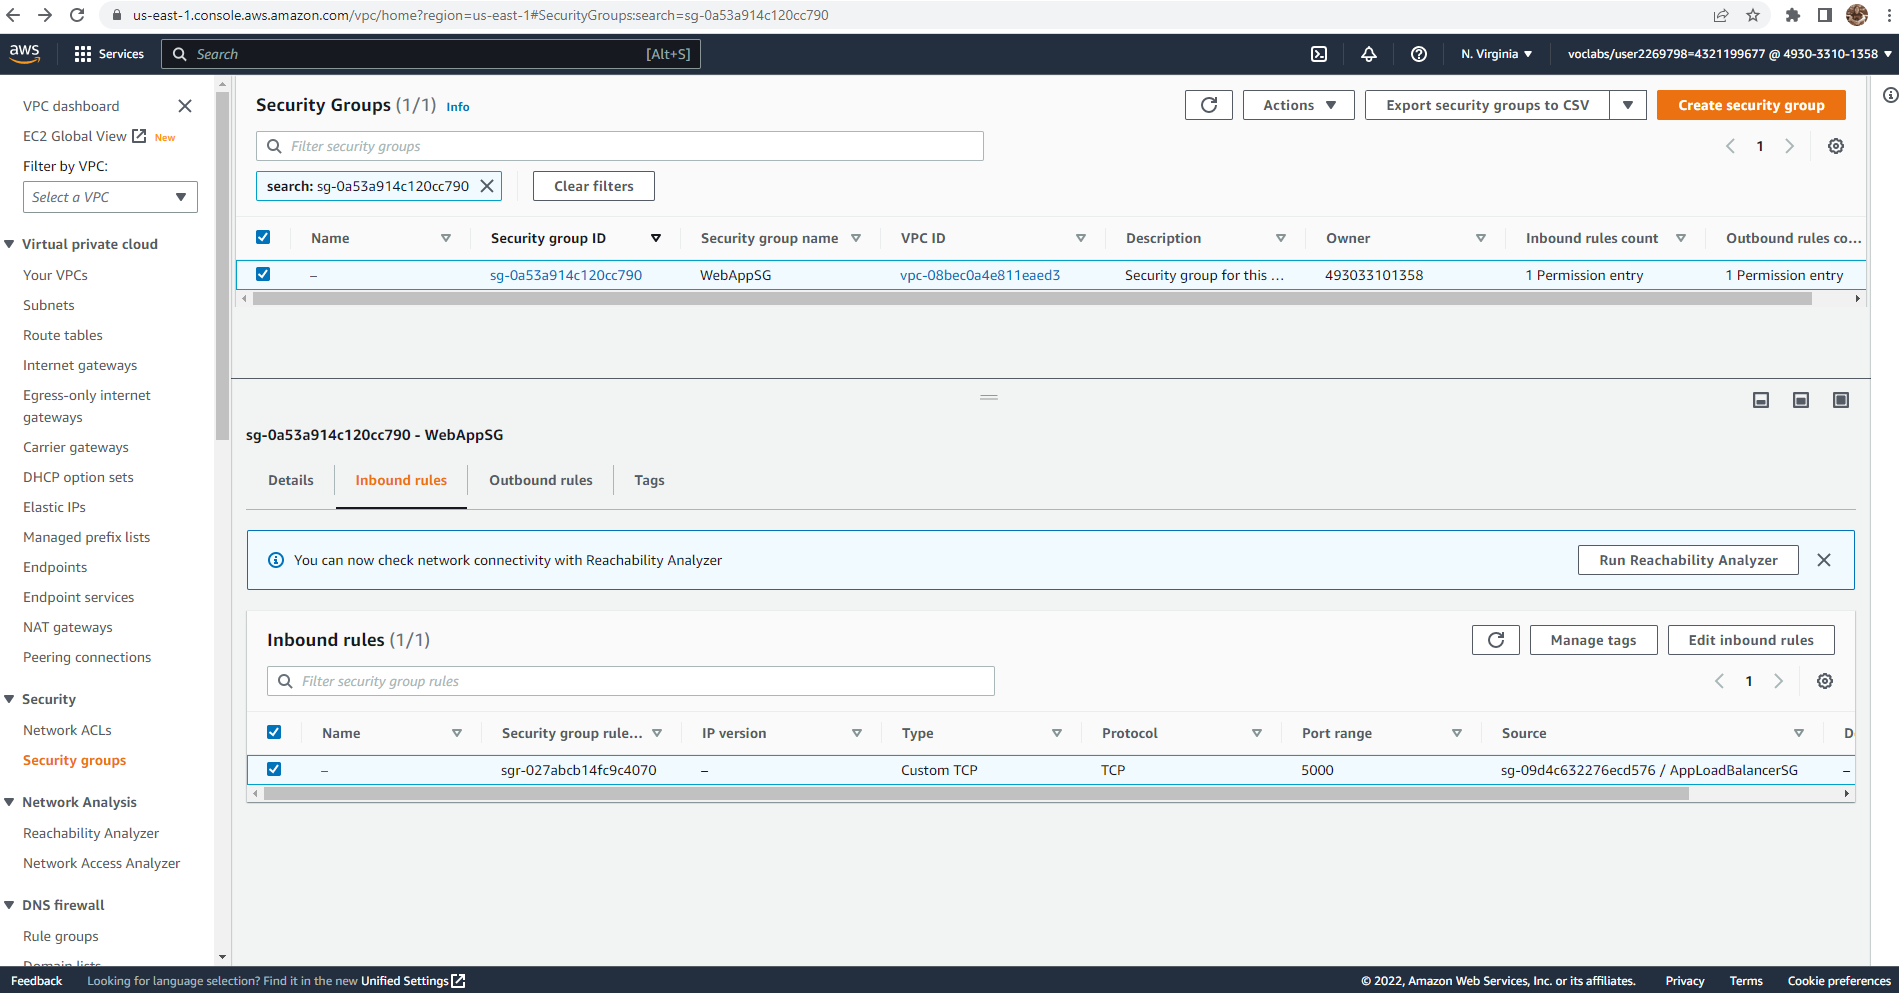 us-east-1.console.aws.amazon.com/vpc/home?region=us-east-1#SecurityGroups:search=sg-0a53a914c120cc790
aws Services Search [Alt+S] N. Virginia voclabs/user2269798=4321199677 @ 4930-3310-1358
VPC dashboard
EC2 Global View New
Filter by VPC:
Select a VPC
Virtual private cloud
Your VPCs
Subnets
Route tables
Internet gateways
Egress-only internet
gateways
Carrier gateways
DHCP option sets
Elastic IPs
Managed prefix lists
Endpoints
Endpoint services
NAT gateways
Peering connections
Security
Network ACLs
Security groups
Network Analysis
Reachability Analyzer
Network Access Analyzer
DNS firewall
Rule groups
Domain lists
Security Groups (1/1) Info Actions Export security groups to CSV Create security group
Filter security groups 1
search: sg-0a53a914c120cc790 Clear filters
Name Security group ID Security group name VPC ID Description Owner Inbound rules count Outbound rules co...
– sg-0a53a914c120cc790 WebAppSG vpc-08bec0a4e811eaed3 Security group for this ... 493033101358 1 Permission entry 1 Permission entry
sg-0a53a914c120cc790 - WebAppSG
Details Inbound rules Outbound rules Tags
You can now check network connectivity with Reachability Analyzer Run Reachability Analyzer
Inbound rules (1/1) Manage tags Edit inbound rules
Filter security group rules 1
Name Security group rule... IP version Type Protocol Port range Source D
– sgr-027abcb14fc9c4070 – Custom TCP TCP 5000 sg-09d4c632276ecd576 / AppLoadBalancerSG –
Feedback Looking for language selection? Find it in the new Unified Settings © 2022, Amazon Web Services, Inc. or its affiliates. Privacy Terms Cookie preferences